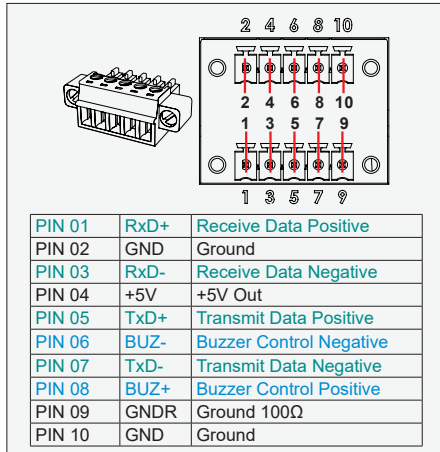 2 4 6 8 10
2 4 6 8 10
1 3 5 7 9
1 3 5 7 9
PIN 01 RxD+ Receive Data Positive
PIN 02 GND Ground
PIN 03 RxD- Receive Data Negative
PIN 04 +5V +5V Out
PIN 05 TxD+ Transmit Data Positive
PIN 06 BUZ- Buzzer Control Negative
PIN 07 TxD- Transmit Data Negative
PIN 08 BUZ+ Buzzer Control Positive
PIN 09 GNDR Ground 100Ω
PIN 10 GND Ground